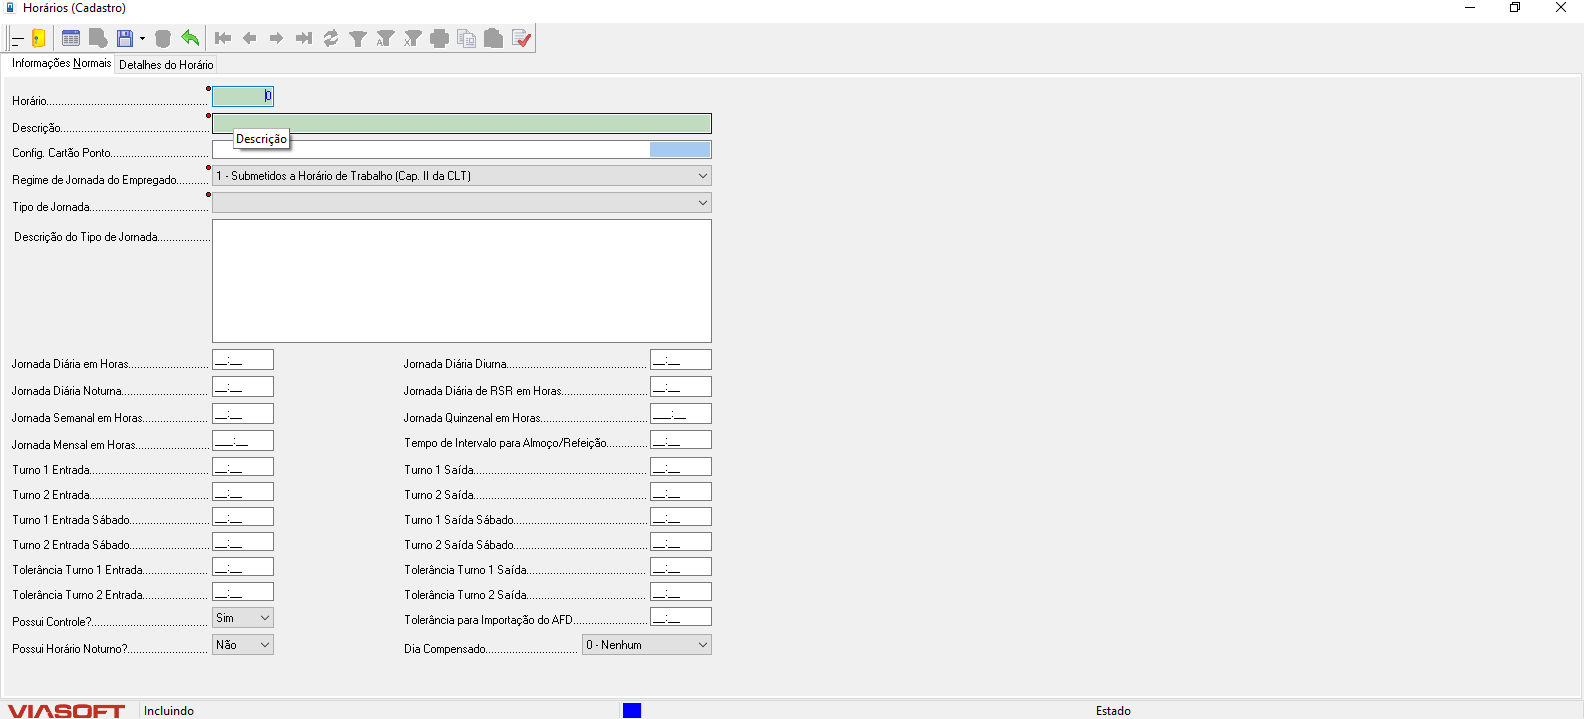 Horários (Cadastro)
Informações Normais Detalhes do Horário
Horário 0
Descrição
Descrição
Config. Cartão Ponto
Regime de Jornada do Empregado 1 - Submetidos a Horário de Trabalho (Cap. II da CLT)
Tipo de Jornada
Descrição do Tipo de Jornada
Jornada Diária em Horas __:__ Jornada Diária Diurna __:__
Jornada Diária Noturna __:__ Jornada Diária de RSR em Horas __:__
Jornada Semanal em Horas __:__ Jornada Quinzenal em Horas ___:__
Jornada Mensal em Horas ___:__ Tempo de Intervalo para Almoço/Refeição __:__
Turno 1 Entrada __:__ Turno 1 Saída __:__
Turno 2 Entrada __:__ Turno 2 Saída __:__
Turno 1 Entrada Sábado __:__ Turno 1 Saída Sábado __:__
Turno 2 Entrada Sábado __:__ Turno 2 Saída Sábado __:__
Tolerância Turno 1 Entrada __:__ Tolerância Turno 1 Saída __:__
Tolerância Turno 2 Entrada __:__ Tolerância Turno 2 Saída __:__
Possui Controle? Sim Tolerância para Importação do AFD __:__
Possui Horário Noturno? Não Dia Compensado 0 - Nenhum
VIASOFT Incluindo Estado